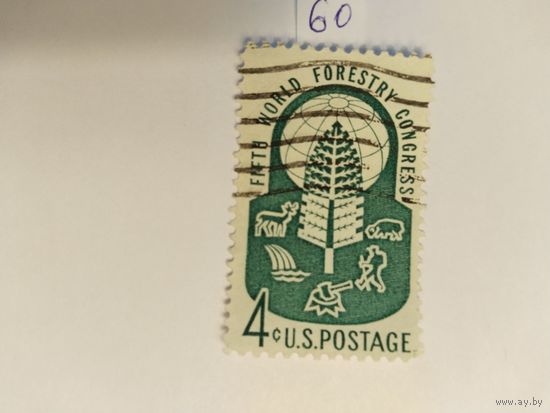 60
FIFTH WORLD FORESTRY CONGRESS
4¢ U.S. POSTAGE
www.ay.by